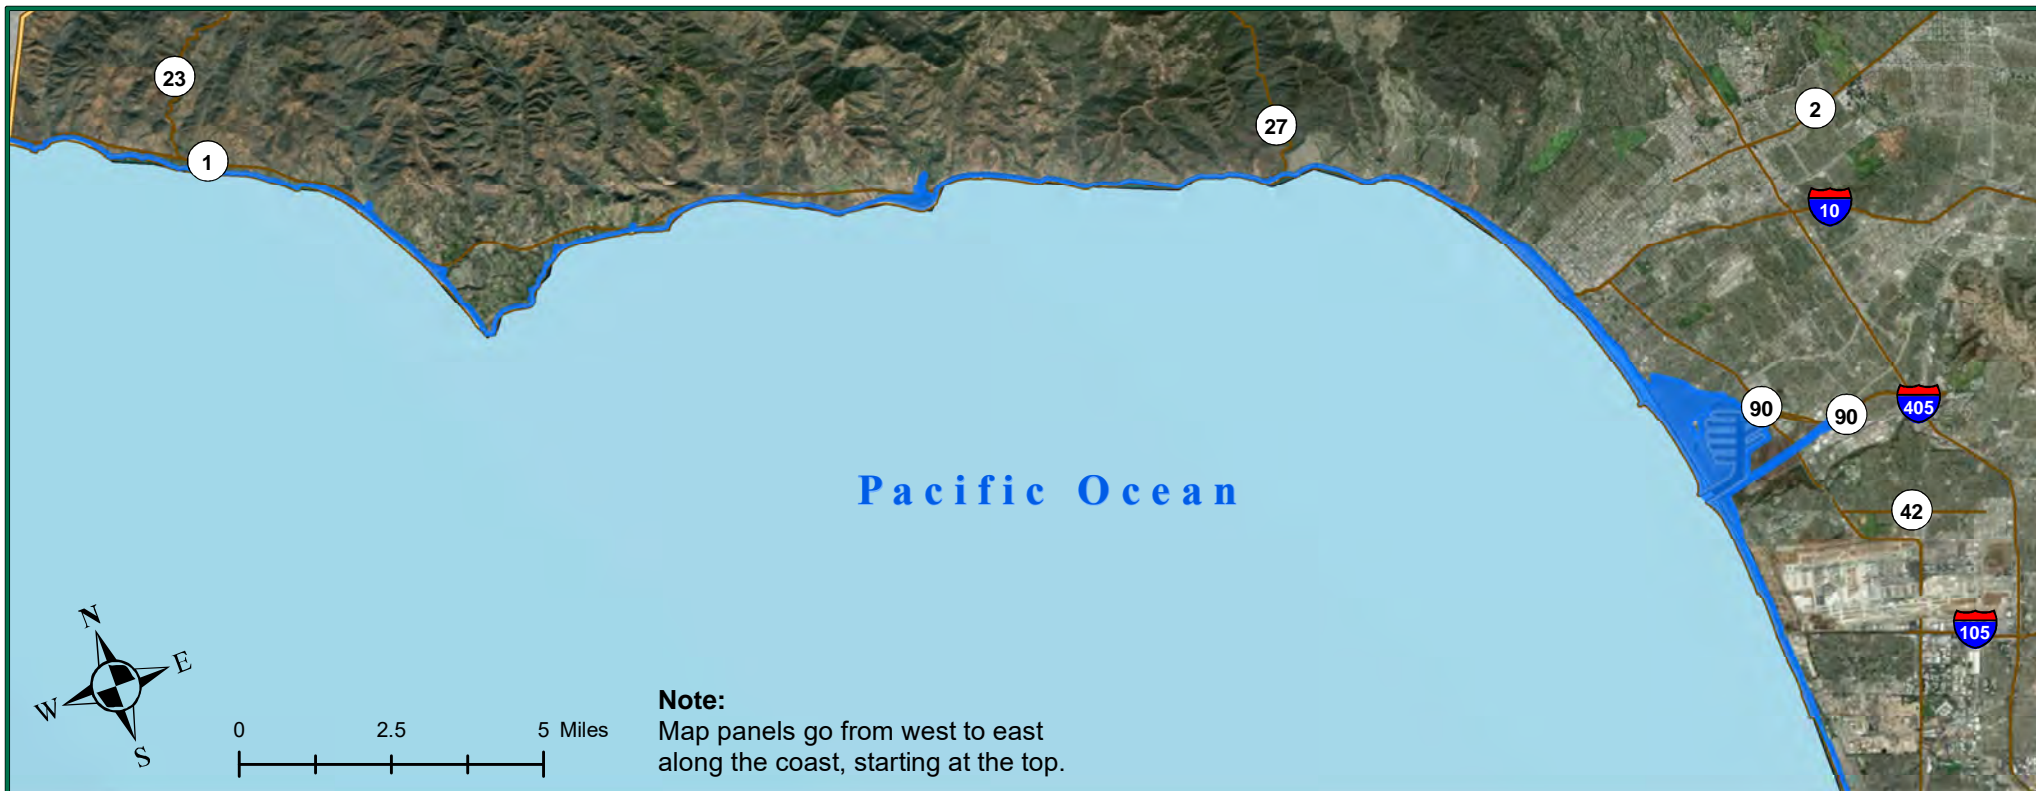 23
1
27
2
10
90
90
405
42
105
Pacific Ocean
N
E
W
S
0 2.5 5 Miles
Note:
Map panels go from west to east
along the coast, starting at the top.